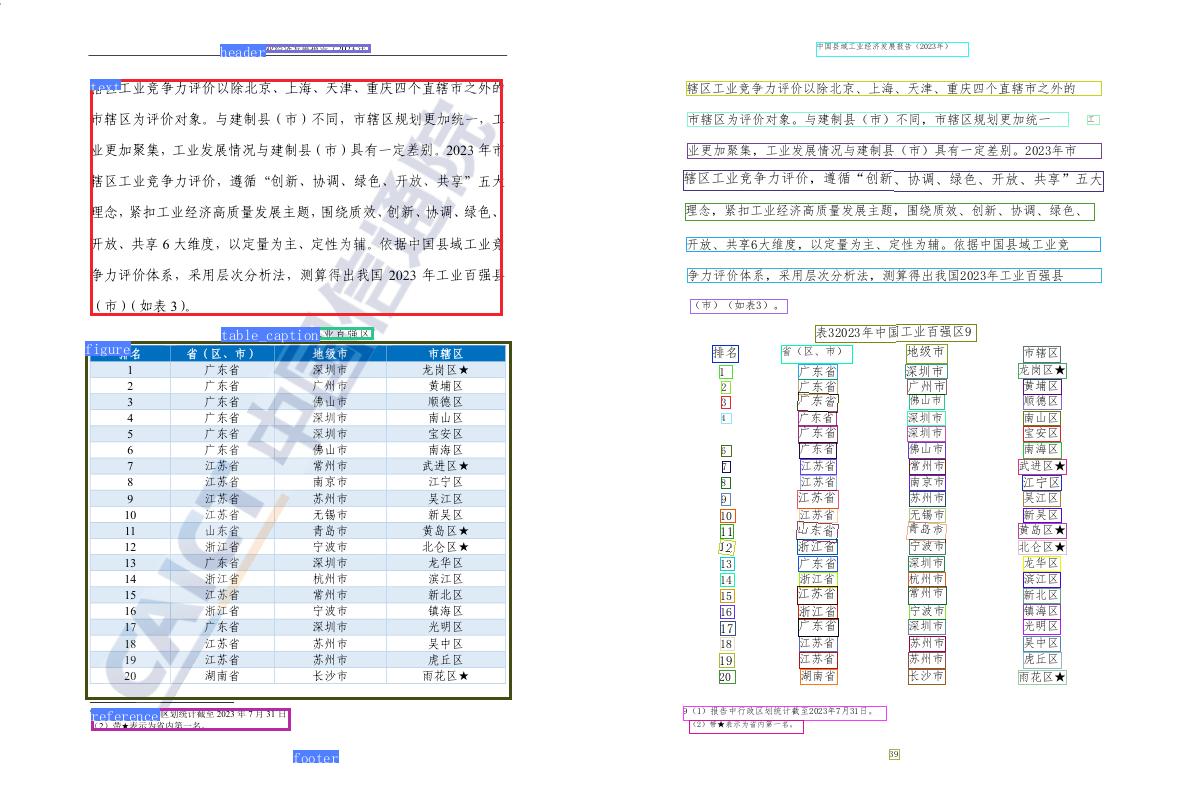 header
text
辖区工业竞争力评价以除北京、上海、天津、重庆四个直辖市之外的
市辖区为评价对象。与建制县（市）不同，市辖区规划更加统一，工
业更加聚集，工业发展情况与建制县（市）具有一定差别。2023 年市
辖区工业竞争力评价，遵循“创新、协调、绿色、开放、共享”五大
理念，紧扣工业经济高质量发展主题，围绕质效、创新、协调、绿色、
开放、共享 6 大维度，以定量为主、定性为辅。依据中国县域工业竞
争力评价体系，采用层次分析法，测算得出我国 2023 年工业百强县
（市）（如表 3）。
table_caption 业百强区
figure
排名 省（区、市） 地级市 市辖区
1 广东省 深圳市 龙岗区★
2 广东省 广州市 黄埔区
3 广东省 佛山市 顺德区
4 广东省 深圳市 南山区
5 广东省 深圳市 宝安区
6 广东省 佛山市 南海区
7 江苏省 常州市 武进区★
8 江苏省 南京市 江宁区
9 江苏省 苏州市 吴江区
10 江苏省 无锡市 新吴区
11 山东省 青岛市 黄岛区★
12 浙江省 宁波市 北仑区★
13 广东省 深圳市 龙华区
14 浙江省 杭州市 滨江区
15 江苏省 常州市 新北区
16 浙江省 宁波市 镇海区
17 广东省 深圳市 光明区
18 江苏省 苏州市 吴中区
19 江苏省 苏州市 虎丘区
20 湖南省 长沙市 雨花区★
reference 区划统计截至 2023 年 7 月 31 日
（2）带★表示为省内第一名。
footer
CAICT 中国信通院
中国县域工业经济发展报告（2023年）
辖区工业竞争力评价以除北京、上海、天津、重庆四个直辖市之外的
市辖区为评价对象。与建制县（市）不同，市辖区规划更加统一 工
业更加聚集，工业发展情况与建制县（市）具有一定差别。2023年市
辖区工业竞争力评价，遵循“创新、协调、绿色、开放、共享”五大
理念，紧扣工业经济高质量发展主题，围绕质效、创新、协调、绿色、
开放、共享6大维度，以定量为主、定性为辅。依据中国县域工业竞
争力评价体系，采用层次分析法，测算得出我国2023年工业百强县
（市）（如表3）。
表32023年中国工业百强区9
排名 省（区、市） 地级市 市辖区
1 广东省 深圳市 龙岗区★
2 广东省 广州市 黄埔区
3 广东省 佛山市 顺德区
4 广东省 深圳市 南山区
广东省 深圳市 宝安区
6 广东省 佛山市 南海区
7 江苏省 常州市 武进区★
8 江苏省 南京市 江宁区
9 江苏省 苏州市 吴江区
10 江苏省 无锡市 新吴区
11 山东省 青岛市 黄岛区★
12 浙江省 宁波市 北仑区★
13 广东省 深圳市 龙华区
14 浙江省 杭州市 滨江区
15 江苏省 常州市 新北区
16 浙江省 宁波市 镇海区
17 广东省 深圳市 光明区
18 江苏省 苏州市 吴中区
19 江苏省 苏州市 虎丘区
20 湖南省 长沙市 雨花区★
9（1）报告中行政区划统计截至2023年7月31日。
（2）带★表示为省内第一名。
39